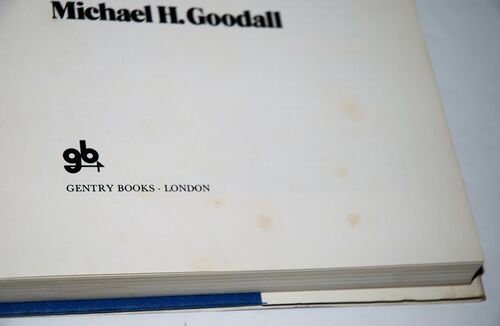 Michael H. Goodall
gb
GENTRY BOOKS · LONDON